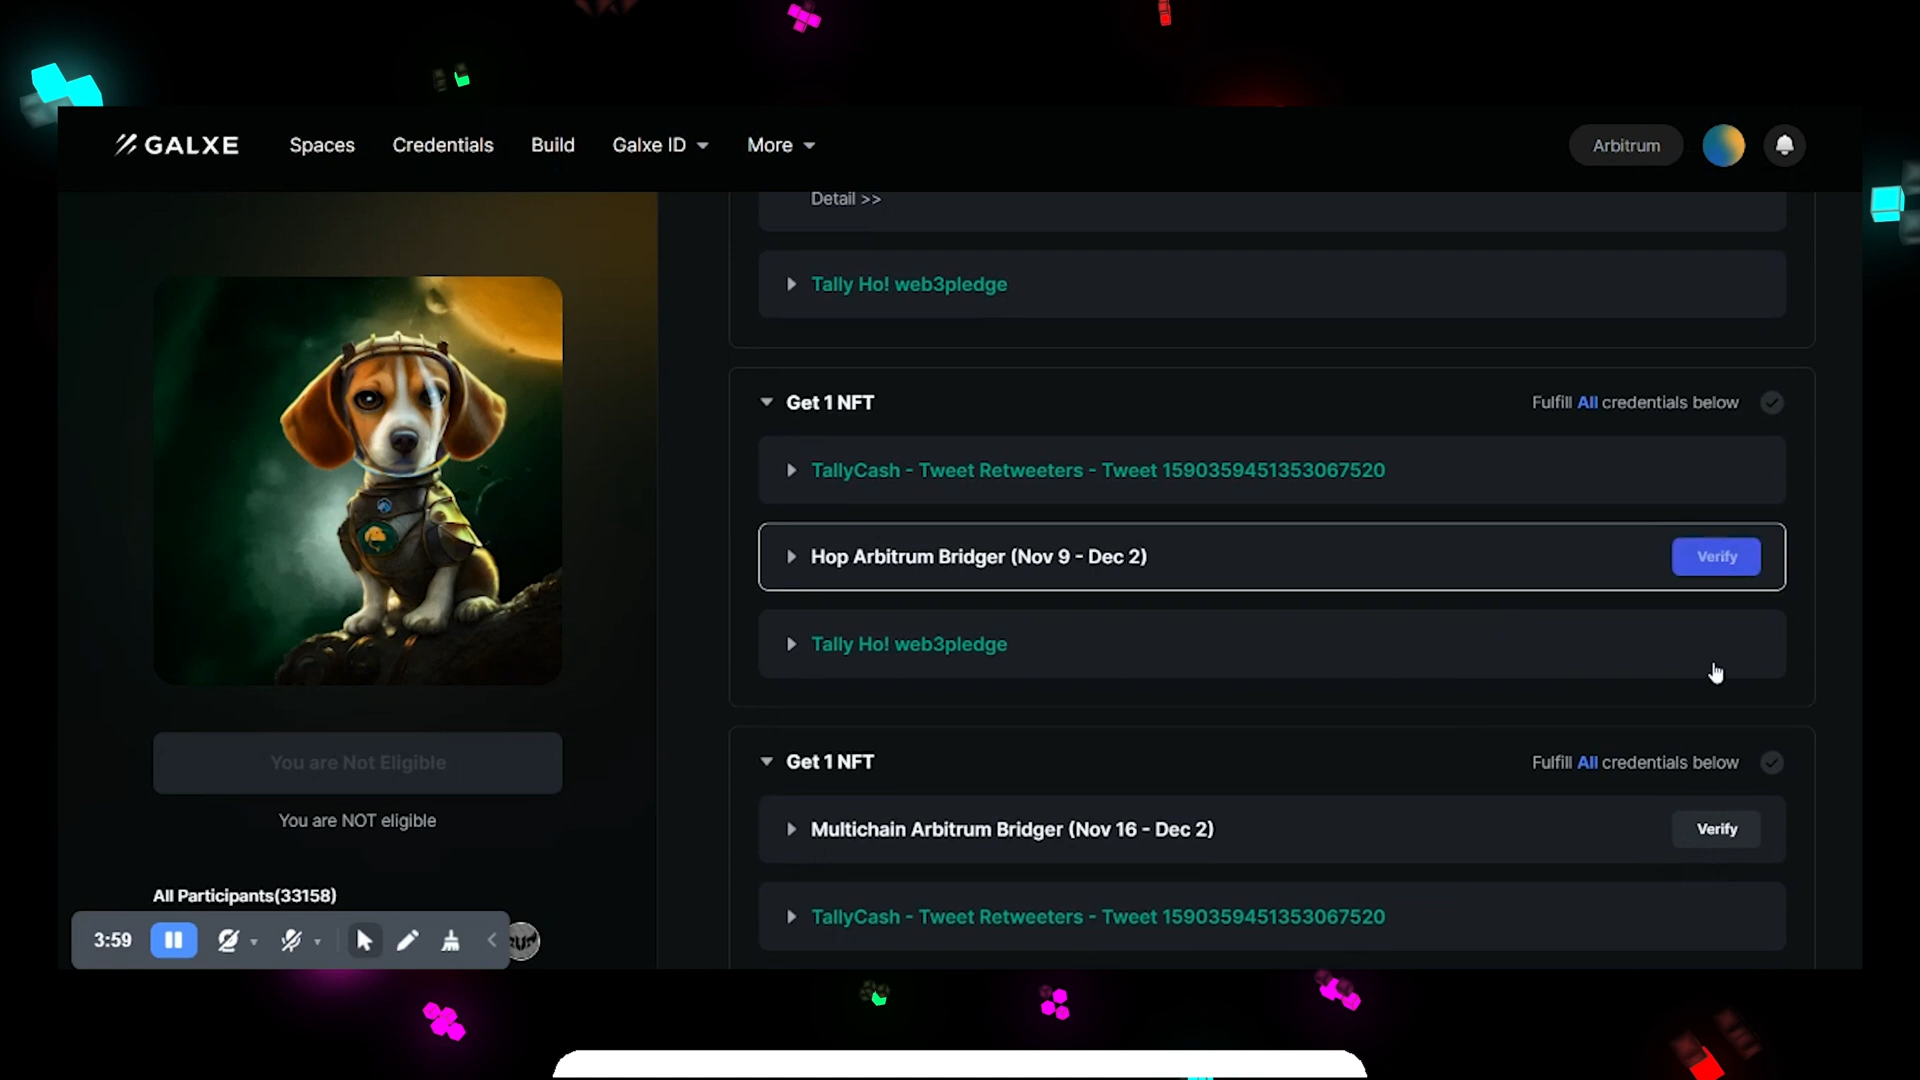 GALXE
Spaces
Credentials
Build
Galxe ID
More
Arbitrum
Detail >>
Tally Ho! web3pledge
Get 1 NFT
Fulfill All credentials below
TallyCash - Tweet Retweeters - Tweet 1590359451353067520
Hop Arbitrum Bridger (Nov 9 - Dec 2)
Verify
Tally Ho! web3pledge
Get 1 NFT
Fulfill All credentials below
Multichain Arbitrum Bridger (Nov 16 - Dec 2)
Verify
TallyCash - Tweet Retweeters - Tweet 1590359451353067520
You are Not Eligible
You are NOT eligible
All Participants(33158)
3:59